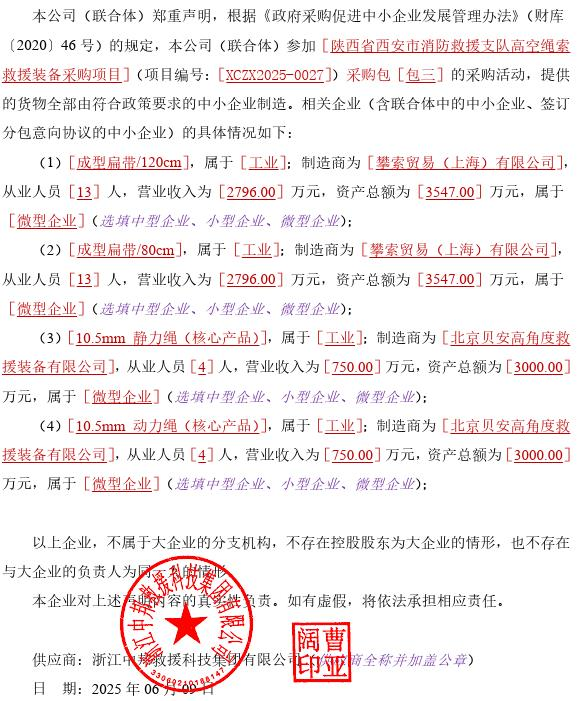 本公司（联合体）郑重声明，根据《政府采购促进中小企业发展管理办法》（财库
〔2020〕46 号）的规定，本公司（联合体）参加［陕西省西安市消防救援支队高空绳索
救援装备采购项目］（项目编号：［XCZX2025-0027］）采购包［包三］的采购活动，提供
的货物全部由符合政策要求的中小企业制造。相关企业（含联合体中的中小企业、签订
分包意向协议的中小企业）的具体情况如下：
（1）［成型扁带/120cm］，属于［工业］；制造商为［攀索贸易（上海）有限公司］，
从业人员［13］人，营业收入为［2796.00］万元，资产总额为［3547.00］万元，属于
［微型企业］（选填中型企业、小型企业、微型企业）；
（2）［成型扁带/80cm］，属于［工业］；制造商为［攀索贸易（上海）有限公司］，
从业人员［13］人，营业收入为［2796.00］万元，资产总额为［3547.00］万元，属于
［微型企业］（选填中型企业、小型企业、微型企业）；
（3）［10.5mm 静力绳（核心产品）］，属于［工业］；制造商为［北京贝安高角度救
援装备有限公司］，从业人员［4］人，营业收入为［750.00］万元，资产总额为［3000.00］
万元，属于［微型企业］（选填中型企业、小型企业、微型企业）；
（4）［10.5mm 动力绳（核心产品）］，属于［工业］；制造商为［北京贝安高角度救
援装备有限公司］，从业人员［4］人，营业收入为［750.00］万元，资产总额为［3000.00］
万元，属于［微型企业］（选填中型企业、小型企业、微型企业）；
以上企业，不属于大企业的分支机构，不存在控股股东为大企业的情形，也不存在
与大企业的负责人为同一人的情形。
本企业对上述声明内容的真实性负责。如有虚假，将依法承担相应责任。
浙江中邦救援科技集团有限公司
曹亚阔印
供应商：浙江中邦救援科技集团有限公司（供应商全称并加盖公章）
日 期：2025 年 06 月 09 日